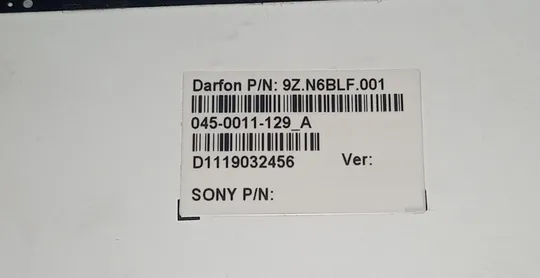 Darfon P/N: 9Z.N6BLF.001
045-0011-129_A
D1119032456 Ver:
SONY P/N: